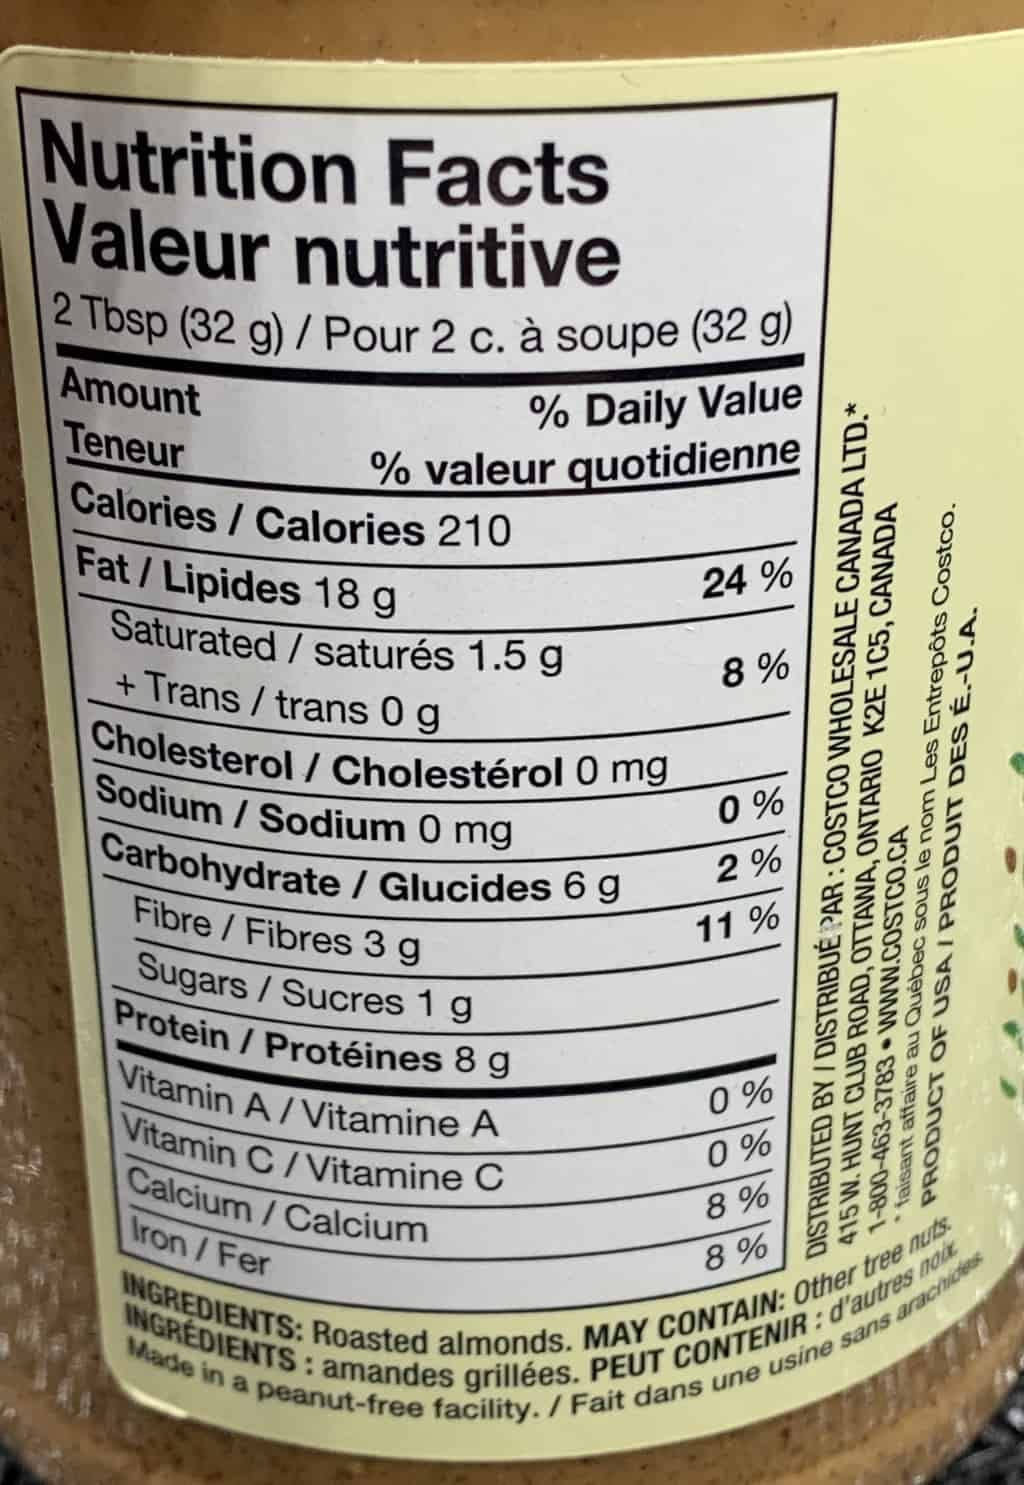 Nutrition Facts
Valeur nutritive
2 Tbsp (32 g) / Pour 2 c. à soupe (32 g)
Amount
Teneur
% Daily Value
% valeur quotidienne
Calories / Calories 210
Fat / Lipides 18 g 24 %
Saturated / saturés 1.5 g
+ Trans / trans 0 g 8 %
Cholesterol / Cholestérol 0 mg
Sodium / Sodium 0 mg 0 %
Carbohydrate / Glucides 6 g 2 %
Fibre / Fibres 3 g 11 %
Sugars / Sucres 1 g
Protein / Protéines 8 g
Vitamin A / Vitamine A 0 %
Vitamin C / Vitamine C 0 %
Calcium / Calcium 8 %
Iron / Fer 8 %
INGREDIENTS: Roasted almonds. MAY CONTAIN: Other tree nuts.
INGRÉDIENTS : amandes grillées. PEUT CONTENIR : d'autres noix.
Made in a peanut-free facility. / Fait dans une usine sans arachides.
DISTRIBUTED BY / DISTRIBUÉ PAR : COSTCO WHOLESALE CANADA LTD.*
415 W. HUNT CLUB ROAD, OTTAWA, ONTARIO K2E 1C5, CANADA
1-800-463-3783 • WWW.COSTCO.CA
* faisant affaire au Québec sous le nom Les Entrepôts Costco.
PRODUCT OF USA / PRODUIT DES É.-U.A.